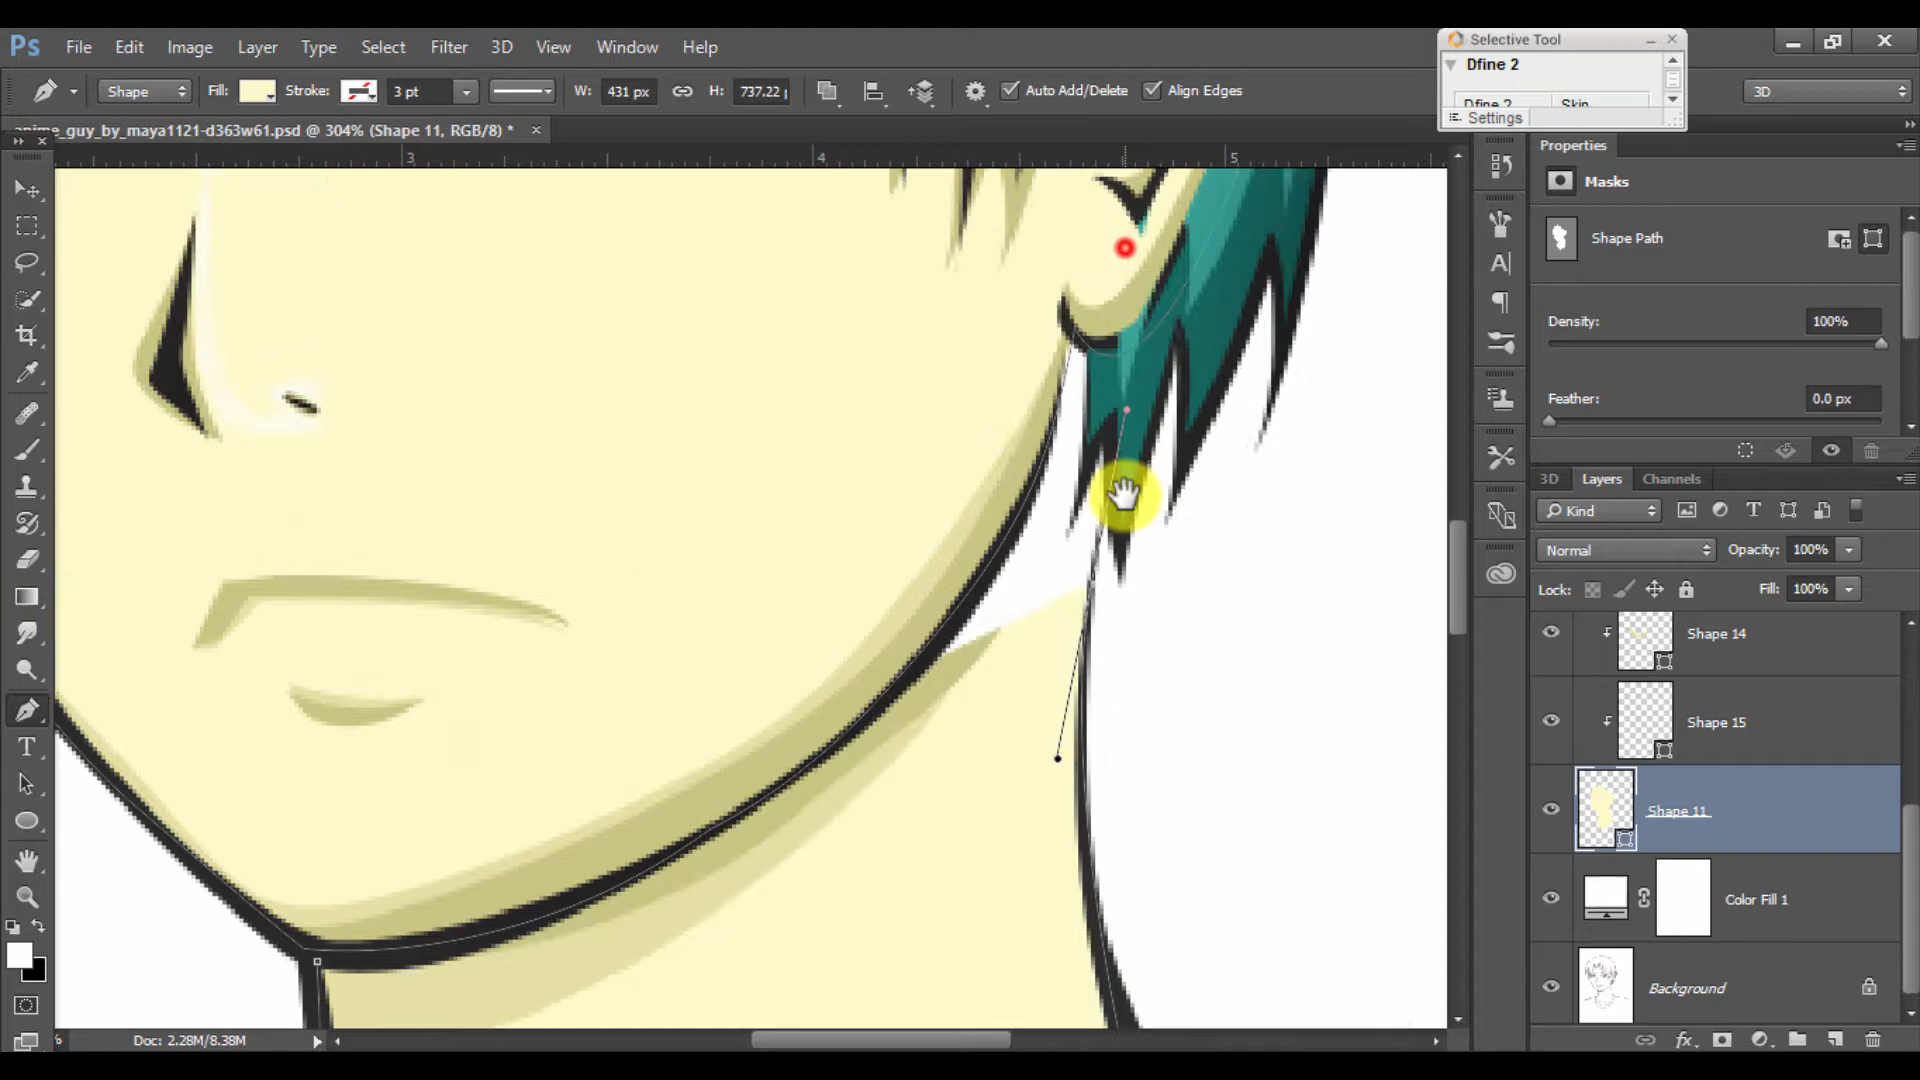 Ps File Edit Image Layer Type Select Filter 3D View Window Help
Selective Tool
Dfine 2
Dfine 2 Skin
Settings
Shape Fill: Stroke: 3 pt W: 431 px H: 737.22 Auto Add/Delete Align Edges 3D
anime_guy_by_maya1121-d363w61.psd @ 304% (Shape 11, RGB/8) *
3 4 5
Properties
Masks
Shape Path
Density: 100%
Feather: 0.0 px
3D Layers Channels
Kind
Normal Opacity: 100%
Lock: Fill: 100%
Shape 14
Shape 15
Shape 11
Color Fill 1
Background
Doc: 2.28M/8.38M